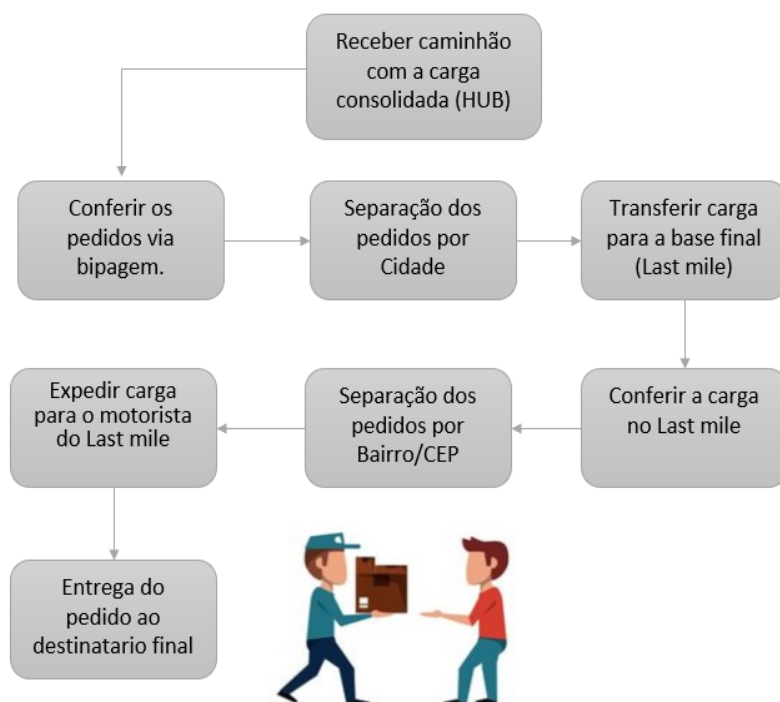 Receber caminhão
com a carga
consolidada (HUB)
Conferir os
pedidos via
bipagem.
Separação dos
pedidos por
Cidade
Transferir carga
para a base final
(Last mile)
Conferir a carga
no Last mile
Separação dos
pedidos por
Bairro/CEP
Expedir carga
para o motorista
do Last mile
Entrega do
pedido ao
destinatario final